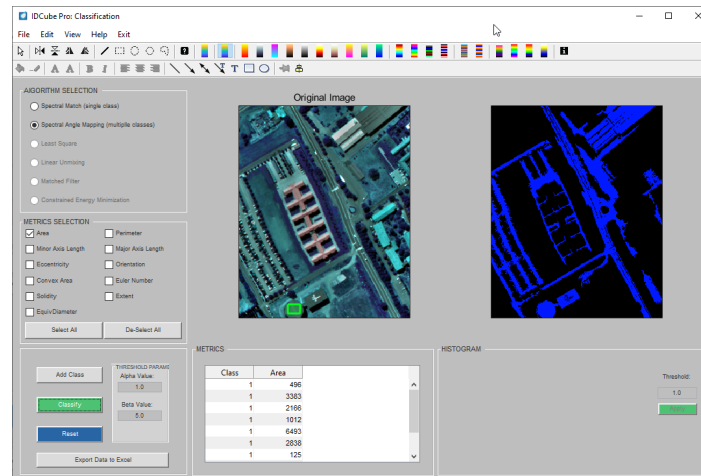 IDCube Pro: Classification
File Edit View Help Exit
T T
A A B I T
AIGORITHM SELECTION
Spectral Match (single class)
Spectral Angle Mapping (multiplle classes)
Least Square
Linear Unmixing
Matched Filter
Constrained Energy Minimization
METRICS SELECTION
Area Perimeter
Minor Axis Length Major Axis Length
Eccentricity Orientation
Convex Area Euler Number
Solidity Extent
EquivDiameter
Select All De-Select All
Original Image
Add Class
Classify
Reset
Export Data to Excel
THRESHOLD PARAME
Alpha Value:
1.0
Beta Value:
5.0
METRICS
Class Area
1 496
1 3383
1 2166
1 1012
1 6493
1 2838
1 125
HISTOGRAM
Threshold:
1.0